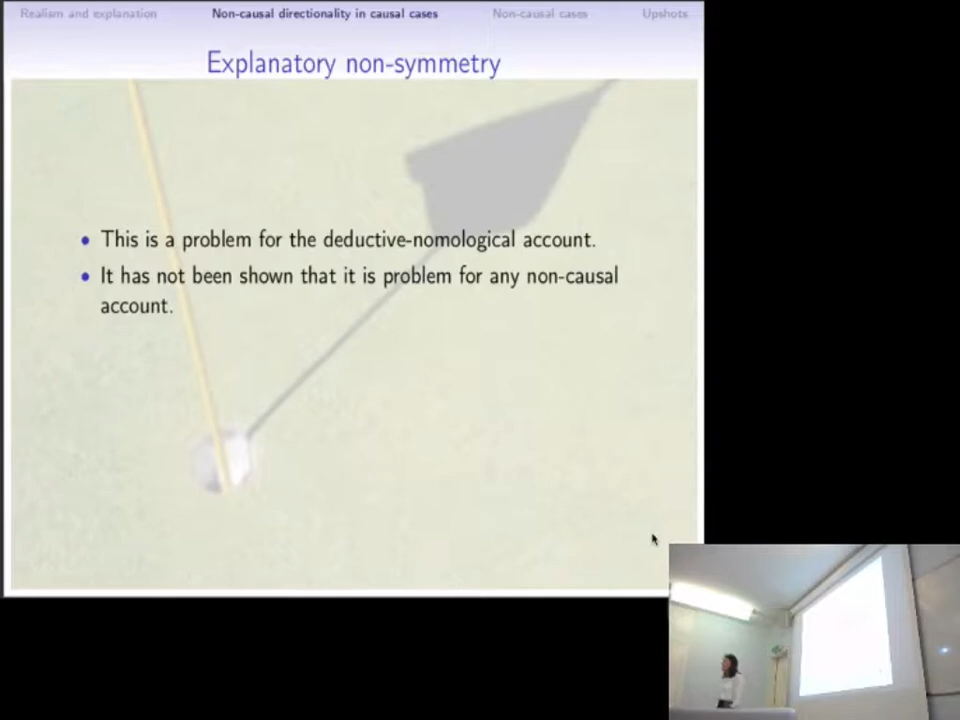 Realism and explanation Non-causal directionality in causal cases Non-causal cases Upshots
Explanatory non-symmetry
This is a problem for the deductive-nomological account.
It has not been shown that it is problem for any non-causal
account.